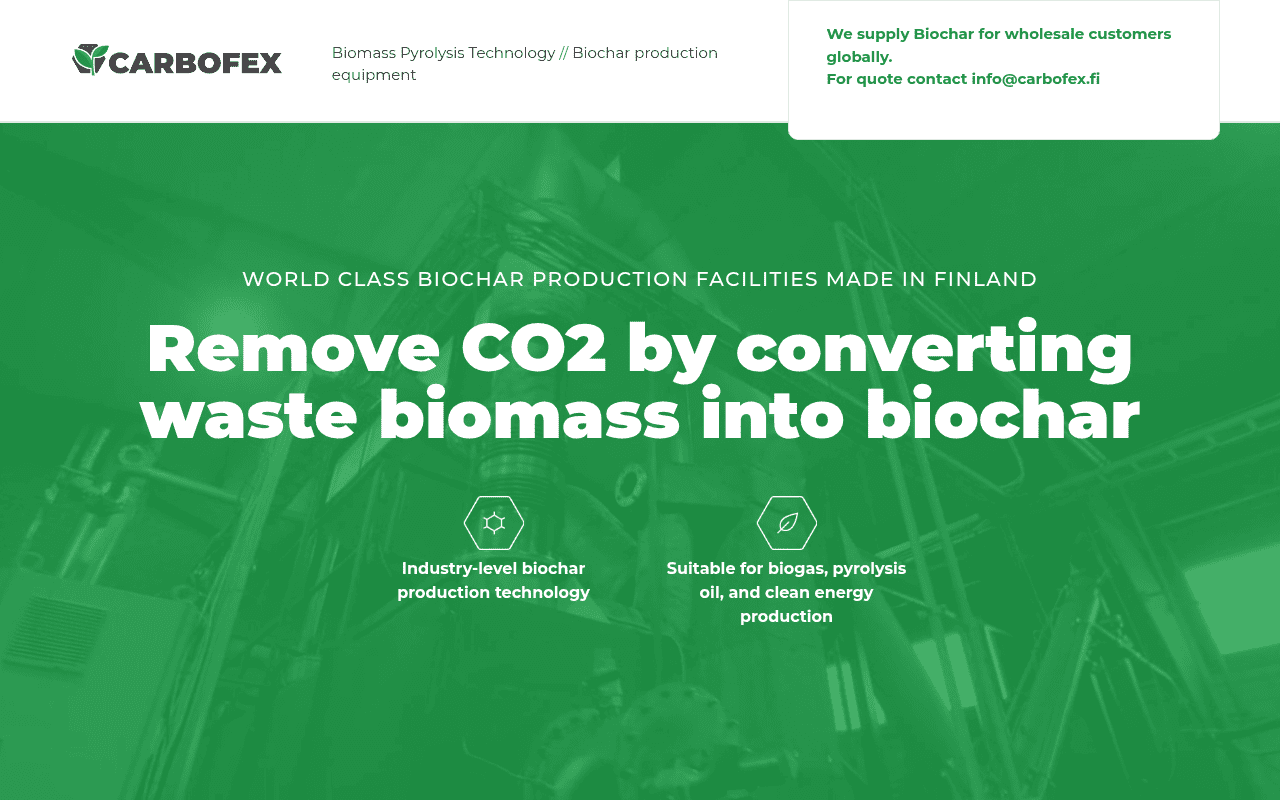 CARBOFEX
Biomass Pyrolysis Technology // Biochar production
equipment
We supply Biochar for wholesale customers
globally.
For quote contact info@carbofex.fi
WORLD CLASS BIOCHAR PRODUCTION FACILITIES MADE IN FINLAND
Remove CO2 by converting
waste biomass into biochar
Industry-level biochar
production technology
Suitable for biogas, pyrolysis
oil, and clean energy
production